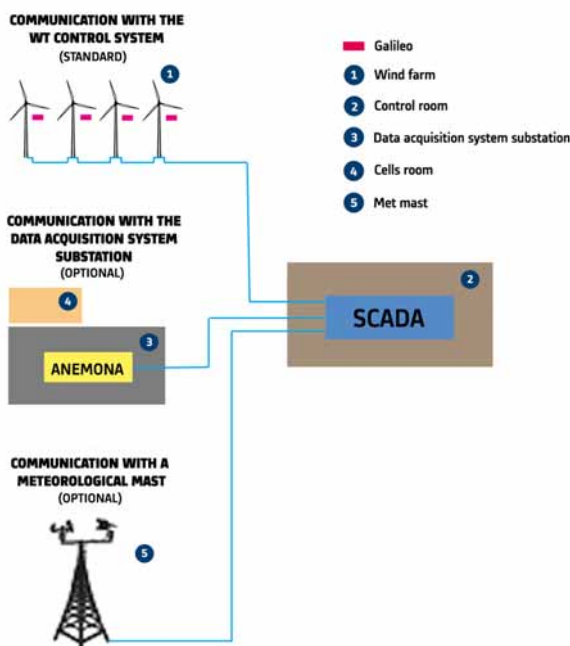 COMMUNICATION WITH THE
WT CONTROL SYSTEM
(STANDARD)
1
Galileo
1 Wind farm
2 Control room
3 Data acquisition system substation
4 Cells room
5 Met mast
COMMUNICATION WITH THE
DATA ACQUISITION SYSTEM
SUBSTATION
(OPTIONAL)
4
3
ANEMONA
2
SCADA
COMMUNICATION WITH A
METEOROLOGICAL MAST
(OPTIONAL)
5